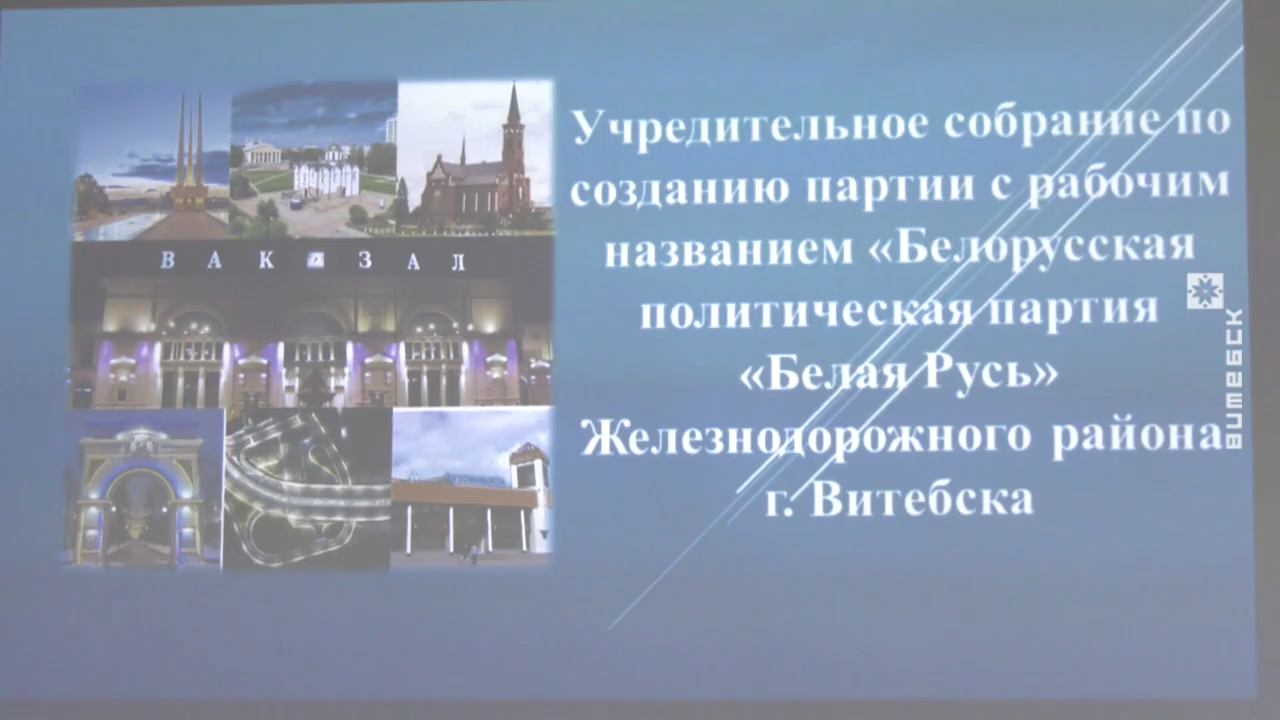 Учредительное собрание по
созданию партии с рабочим
названием «Белорусская
политическая партия
«Белая Русь»
Железнодорожного района
г. Витебска
ВАКЗАЛ
Витебск